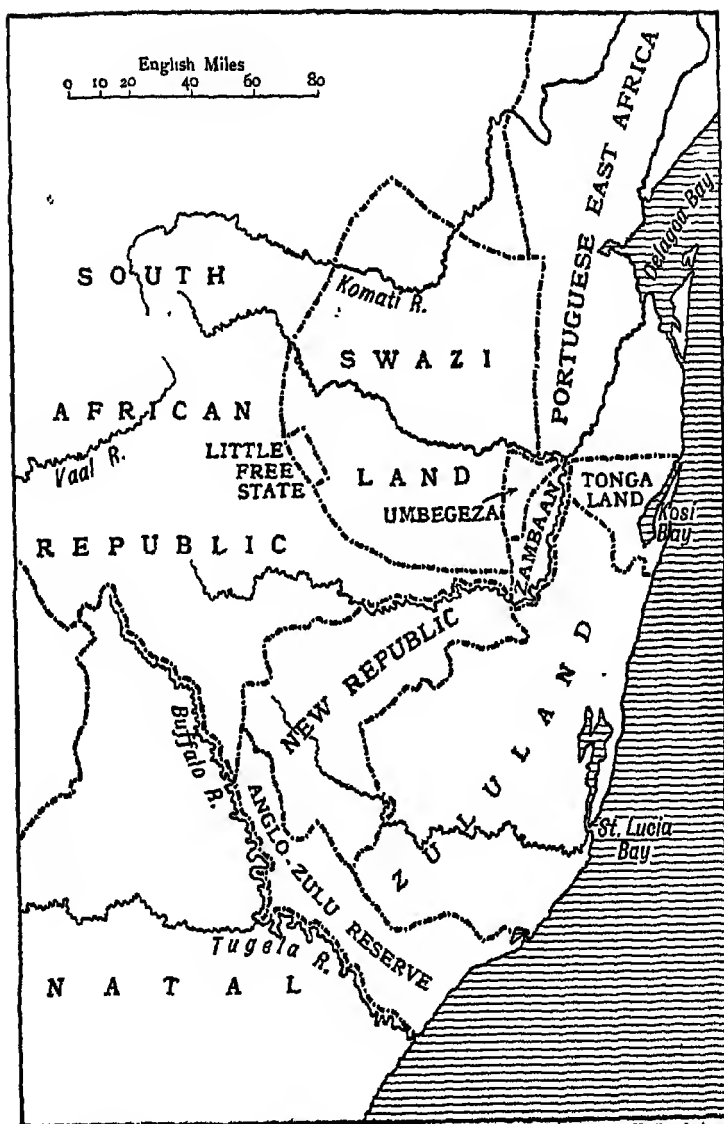 English Miles
0 10 20 40 60 80
PORTUGUESE EAST AFRICA
Delagoa Bay
SOUTH
Komati R.
SWAZI
AFRICAN
Vaal R.
LITTLE
FREE
STATE
LAND
UMBEGEZA
ZAMBAAN
TONGA
LAND
Kosi
Bay
REPUBLIC
NEW REPUBLIC
Buffalo R.
ZULULAND
St. Lucia
Bay
ANGLO-ZULU RESERVE
Tugela R.
NATAL